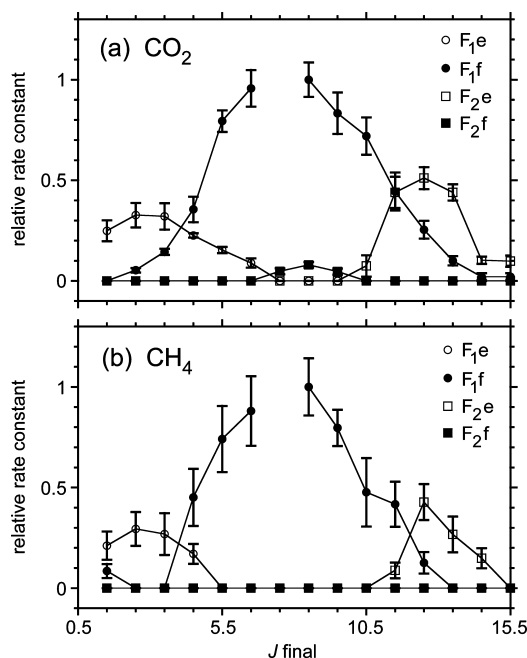 (a) CO₂
F₁e
F₁f
F₂e
F₂f
1
0.5
0
relative rate constant
(b) CH₄
F₁e
F₁f
F₂e
F₂f
1
0.5
0
relative rate constant
0.5 5.5 10.5 15.5
J final